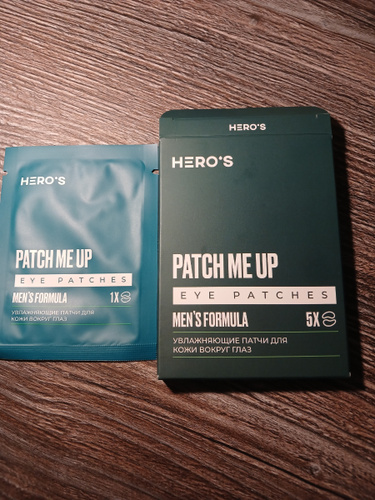 HERO'S
PATCH ME UP
EYE PATCHES
MEN'S FORMULA 1X
УВЛАЖНЯЮЩИЕ ПАТЧИ ДЛЯ
КОЖИ ВОКРУГ ГЛАЗ
HERO'S
HERO'S
PATCH ME UP
EYE PATCHES
MEN'S FORMULA 5X
УВЛАЖНЯЮЩИЕ ПАТЧИ ДЛЯ
КОЖИ ВОКРУГ ГЛАЗ